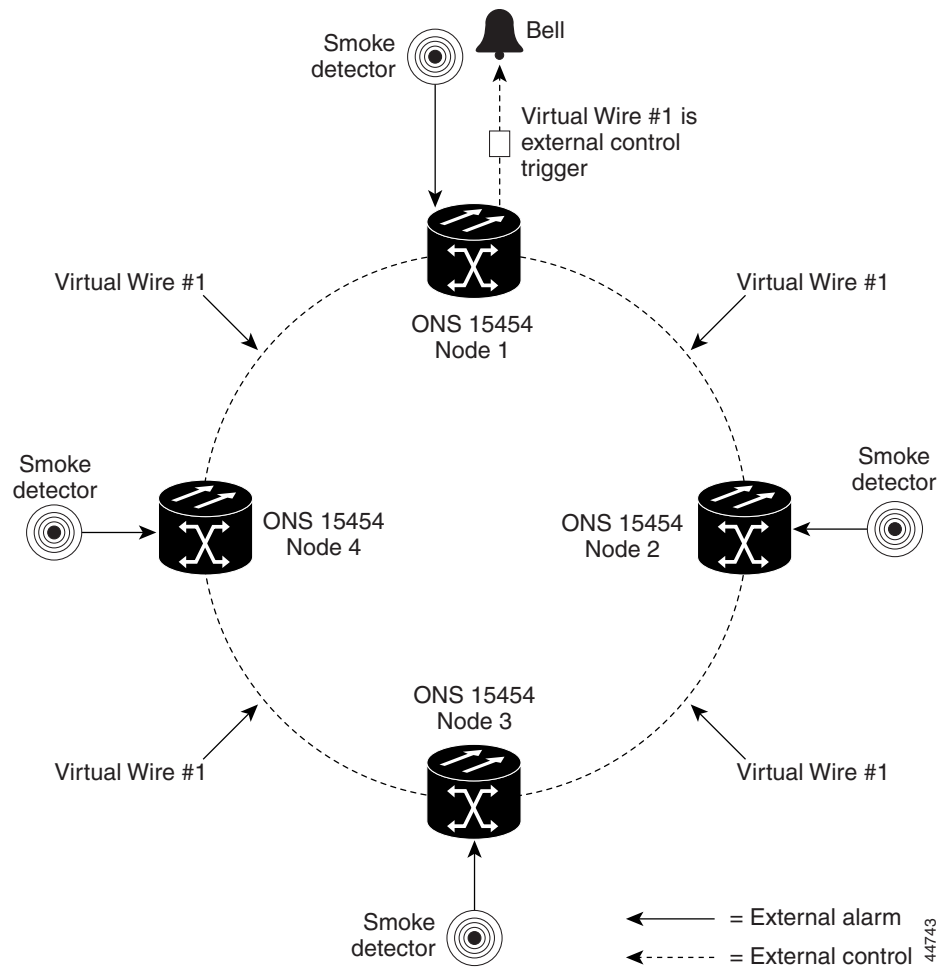 Smoke
detector
Bell
Virtual Wire #1 is
external control
trigger
Virtual Wire #1
Virtual Wire #1
ONS 15454
Node 1
Smoke
detector
ONS 15454
Node 4
ONS 15454
Node 2
Smoke
detector
ONS 15454
Node 3
Virtual Wire #1
Virtual Wire #1
Smoke
detector
= External alarm
= External control
44743